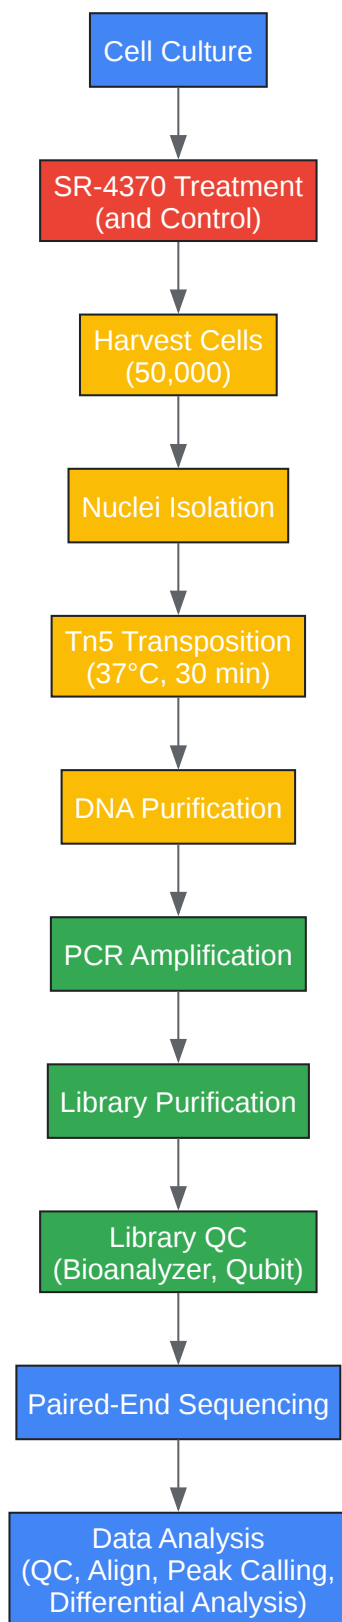 Cell Culture
SR-4370 Treatment
(and Control)
Harvest Cells
(50,000)
Nuclei Isolation
Tn5 Transposition
(37°C, 30 min)
DNA Purification
PCR Amplification
Library Purification
Library QC
(Bioanalyzer, Qubit)
Paired-End Sequencing
Data Analysis
(QC, Align, Peak Calling,
Differential Analysis)